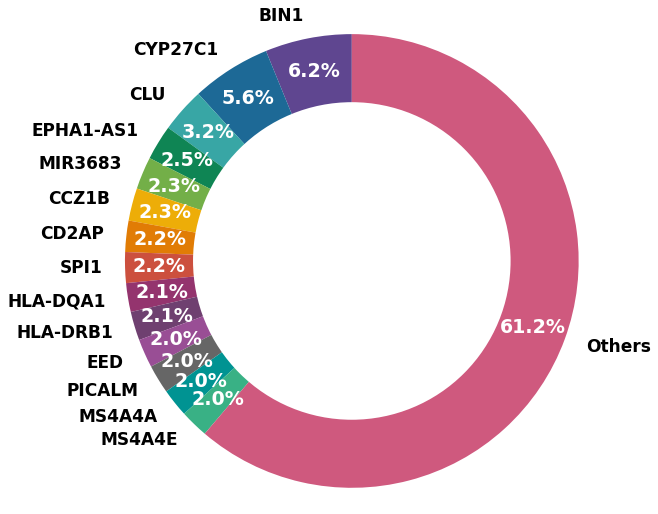 BIN1
6.2%
CYP27C1
5.6%
CLU
3.2%
EPHA1-AS1
2.5%
MIR3683
2.3%
CCZ1B
2.3%
CD2AP
2.2%
SPI1
2.2%
HLA-DQA1
2.1%
HLA-DRB1
2.1%
EED
2.0%
PICALM
2.0%
MS4A4A
2.0%
MS4A4E
2.0%
Others
61.2%